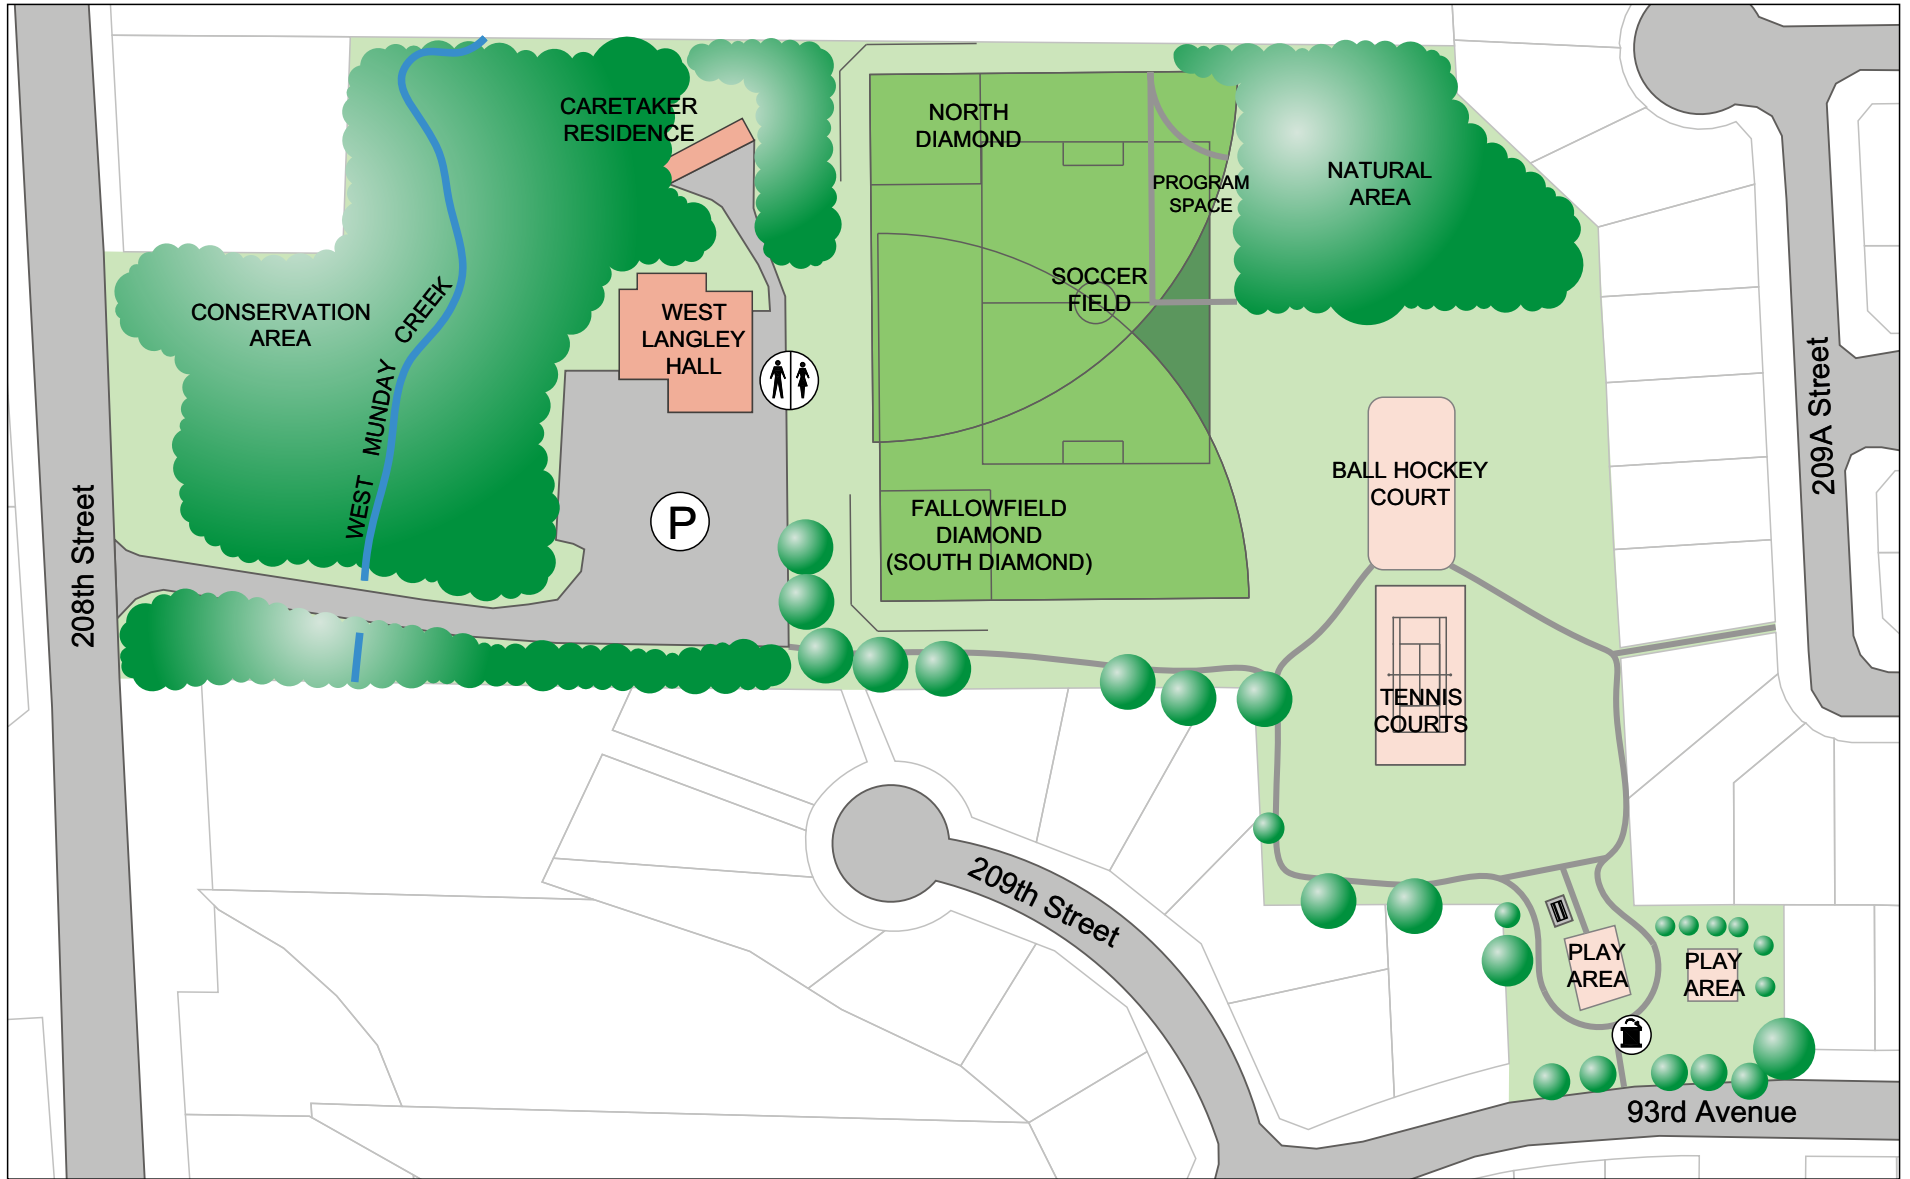 CARETAKER
RESIDENCE
NORTH
DIAMOND
PROGRAM
SPACE
NATURAL
AREA
CONSERVATION
AREA
WEST MUNDAY CREEK
WEST
LANGLEY
HALL
SOCCER
FIELD
P
BALL HOCKEY
COURT
FALLOWFIELD
DIAMOND
(SOUTH DIAMOND)
208th Street
209A Street
TENNIS
COURTS
209th Street
PLAY
AREA
PLAY
AREA
93rd Avenue